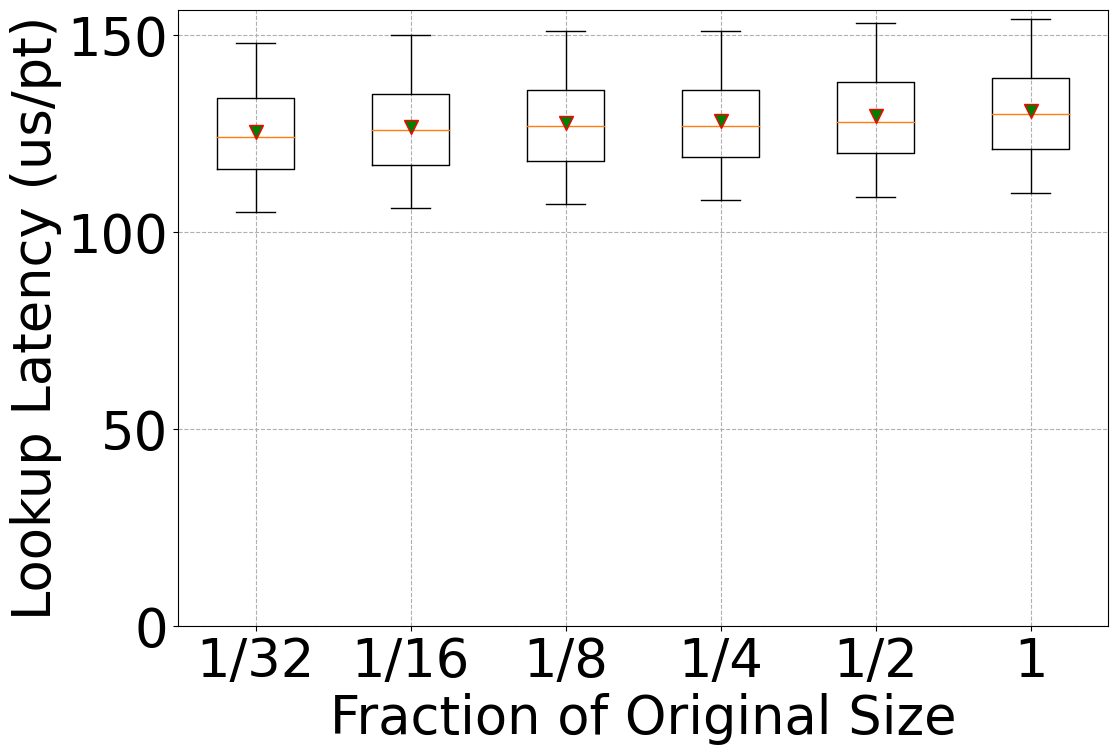 Lookup Latency (us/pt)
150
100
50
0
1/32 1/16 1/8 1/4 1/2 1
Fraction of Original Size